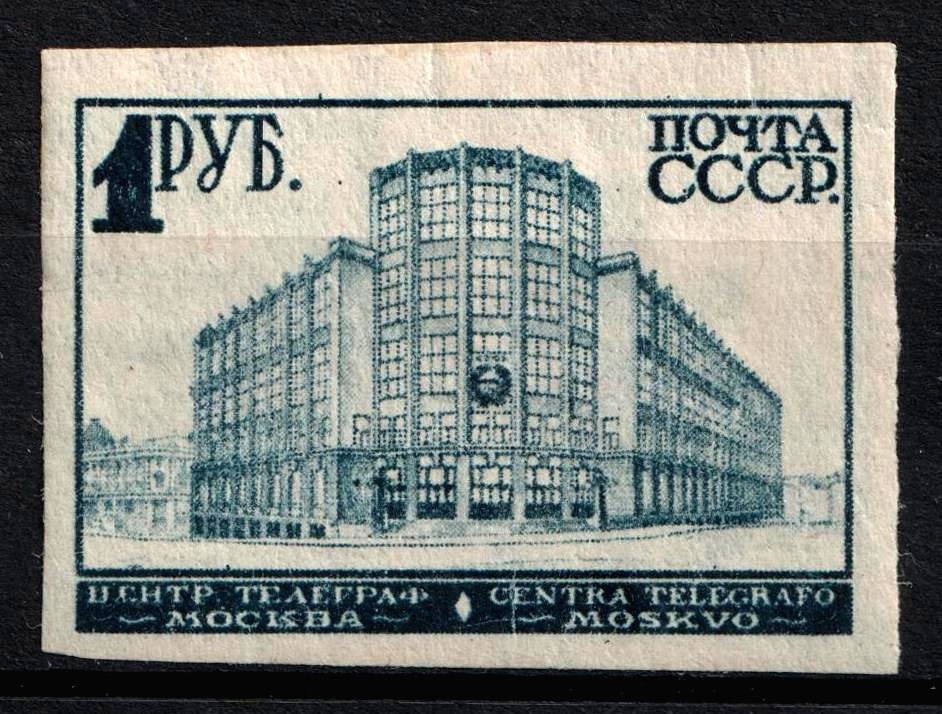 1 РУБ.
ПОЧТА
СССР.
ЦЕНТР. ТЕЛЕГРАФ
~ МОСКВА ~
CENTRA TELEGRAFO
~ MOSKVO ~